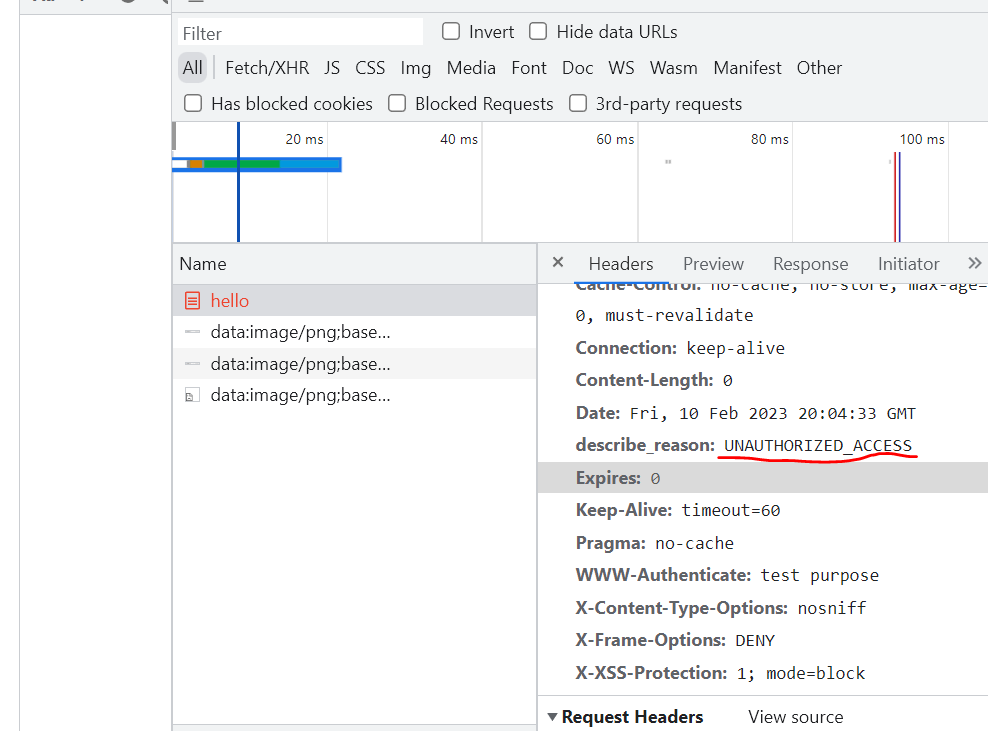 Filter
Invert
Hide data URLs
All
Fetch/XHR JS CSS Img Media Font Doc WS Wasm Manifest Other
Has blocked cookies
Blocked Requests
3rd-party requests
20 ms
40 ms
60 ms
80 ms
100 ms
Name
hello
data:image/png;base...
data:image/png;base...
data:image/png;base...
Headers Preview Response Initiator
Cache-Control: no-cache, no-store, max-age=
0, must-revalidate
Connection: keep-alive
Content-Length: 0
Date: Fri, 10 Feb 2023 20:04:33 GMT
describe_reason: UNAUTHORIZED_ACCESS
Expires: 0
Keep-Alive: timeout=60
Pragma: no-cache
WWW-Authenticate: test purpose
X-Content-Type-Options: nosniff
X-Frame-Options: DENY
X-XSS-Protection: 1; mode=block
Request Headers
View source